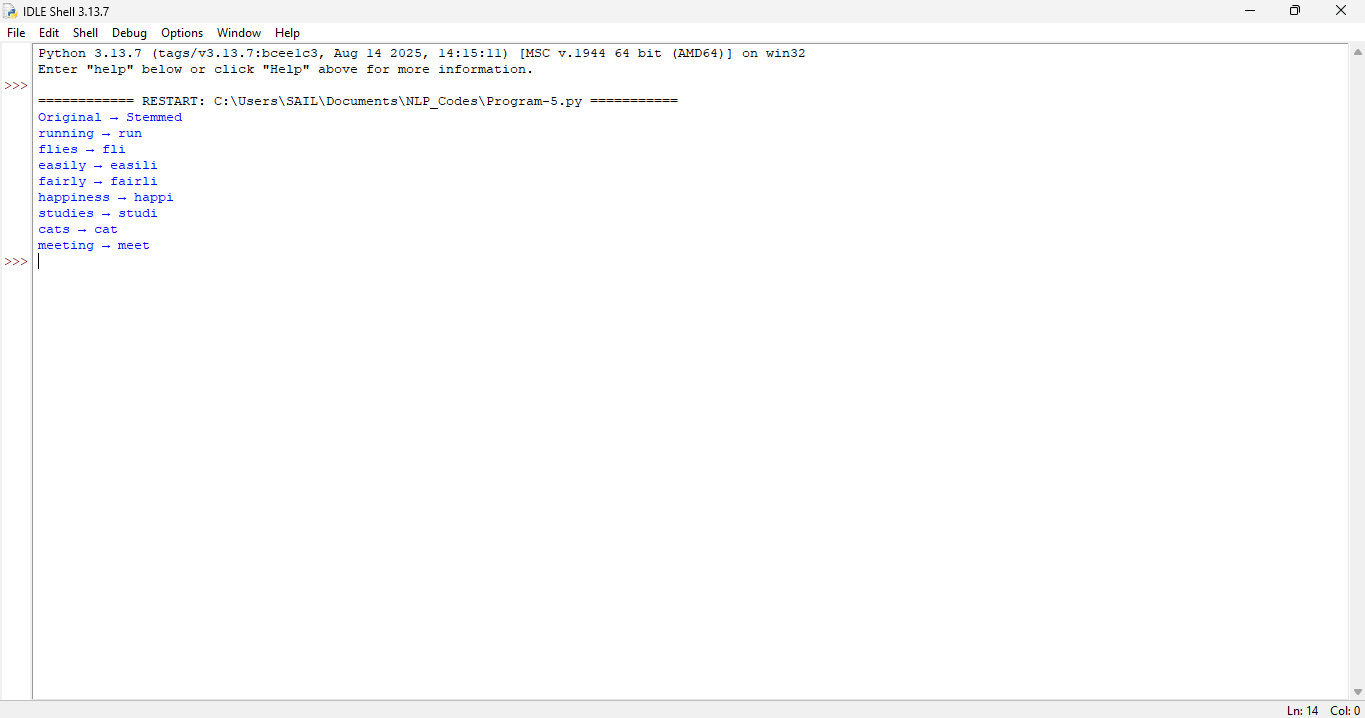 IDLE Shell 3.13.7
File Edit Shell Debug Options Window Help
Python 3.13.7 (tags/v3.13.7:bcee1c3, Aug 14 2025, 14:15:11) [MSC v.1944 64 bit (AMD64)] on win32
Enter "help" below or click "Help" above for more information.
>>>
============ RESTART: C:\Users\SAIL\Documents\NLP_Codes\Program-5.py ===========
Original → Stemmed
running → run
flies → fli
easily → easili
fairly → fairli
happiness → happi
studies → studi
cats → cat
meeting → meet
>>>
Ln: 14 Col: 0